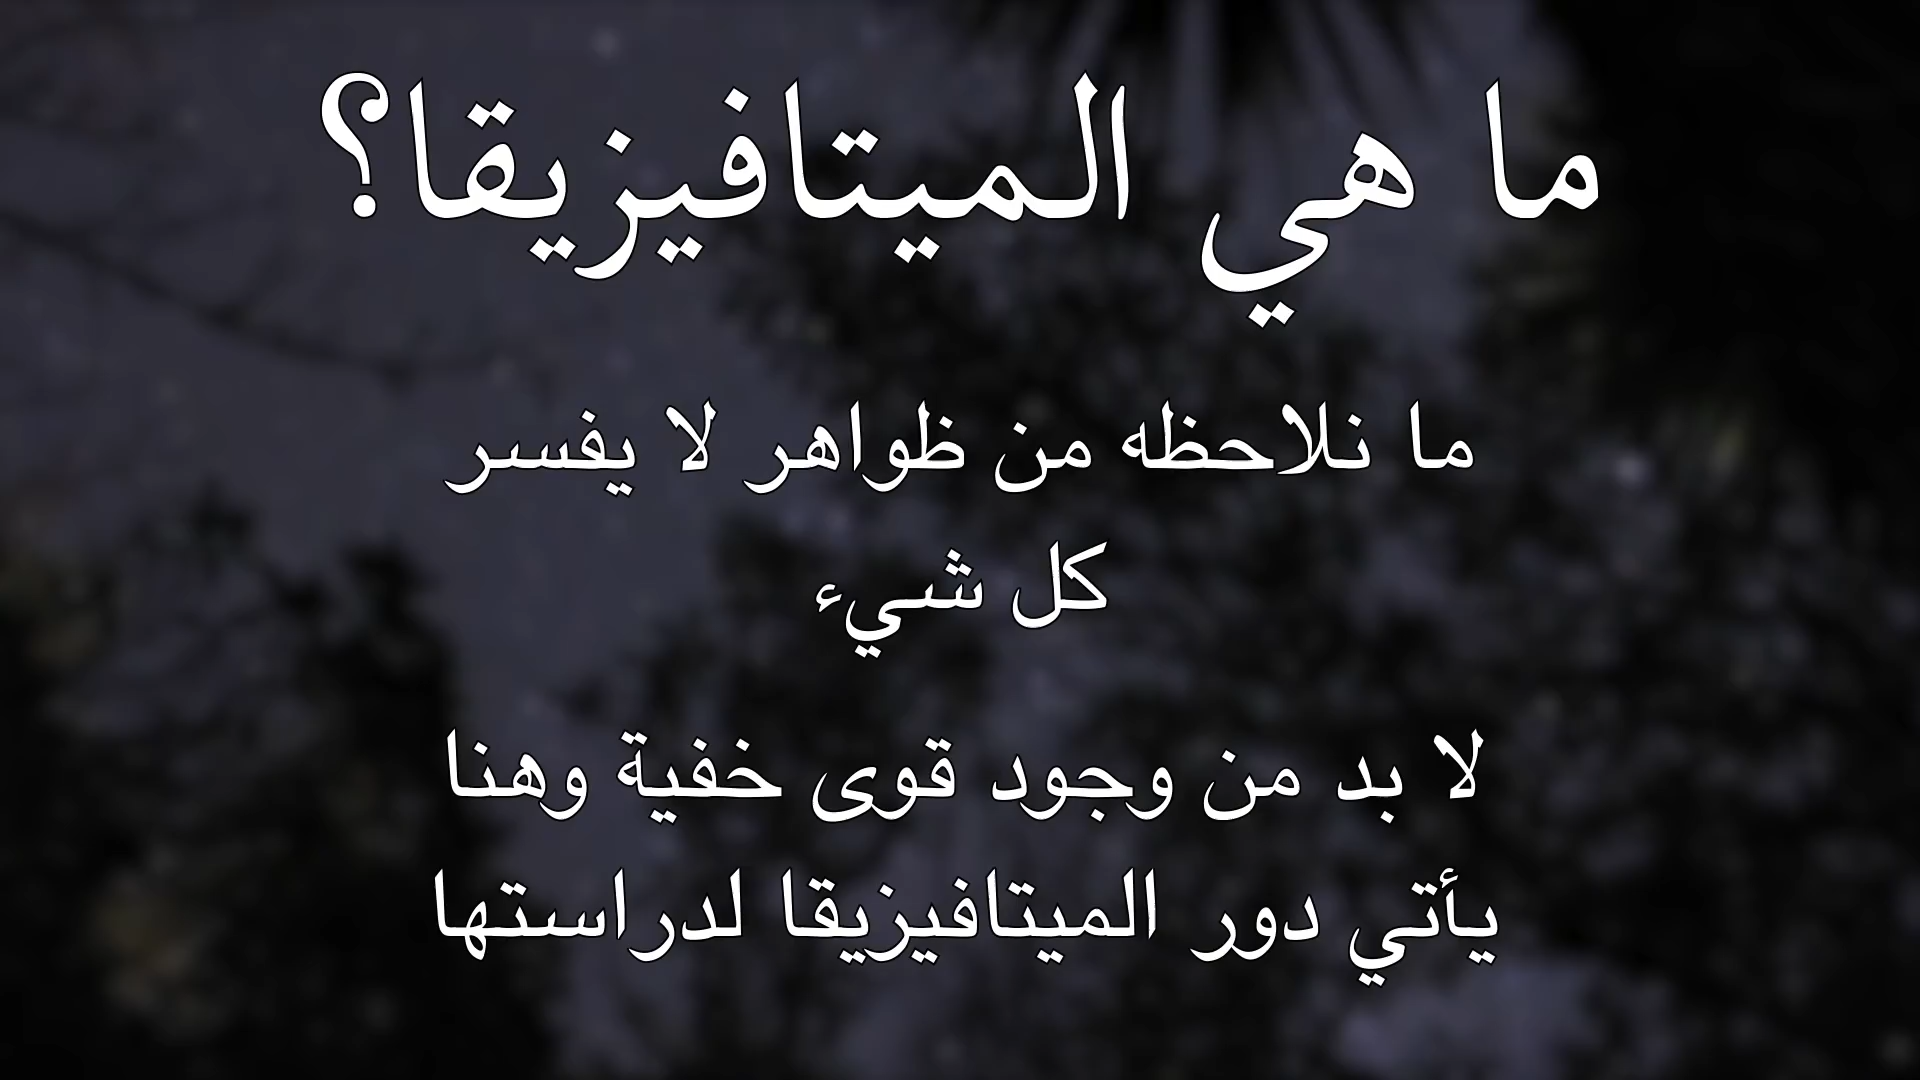 ما هي الميتافيزيقا؟
ما نلاحظه من ظواهر لا يفسر
كل شيء
لا بد من وجود قوى خفية وهنا
يأتي دور الميتافيزيقا لدراستها